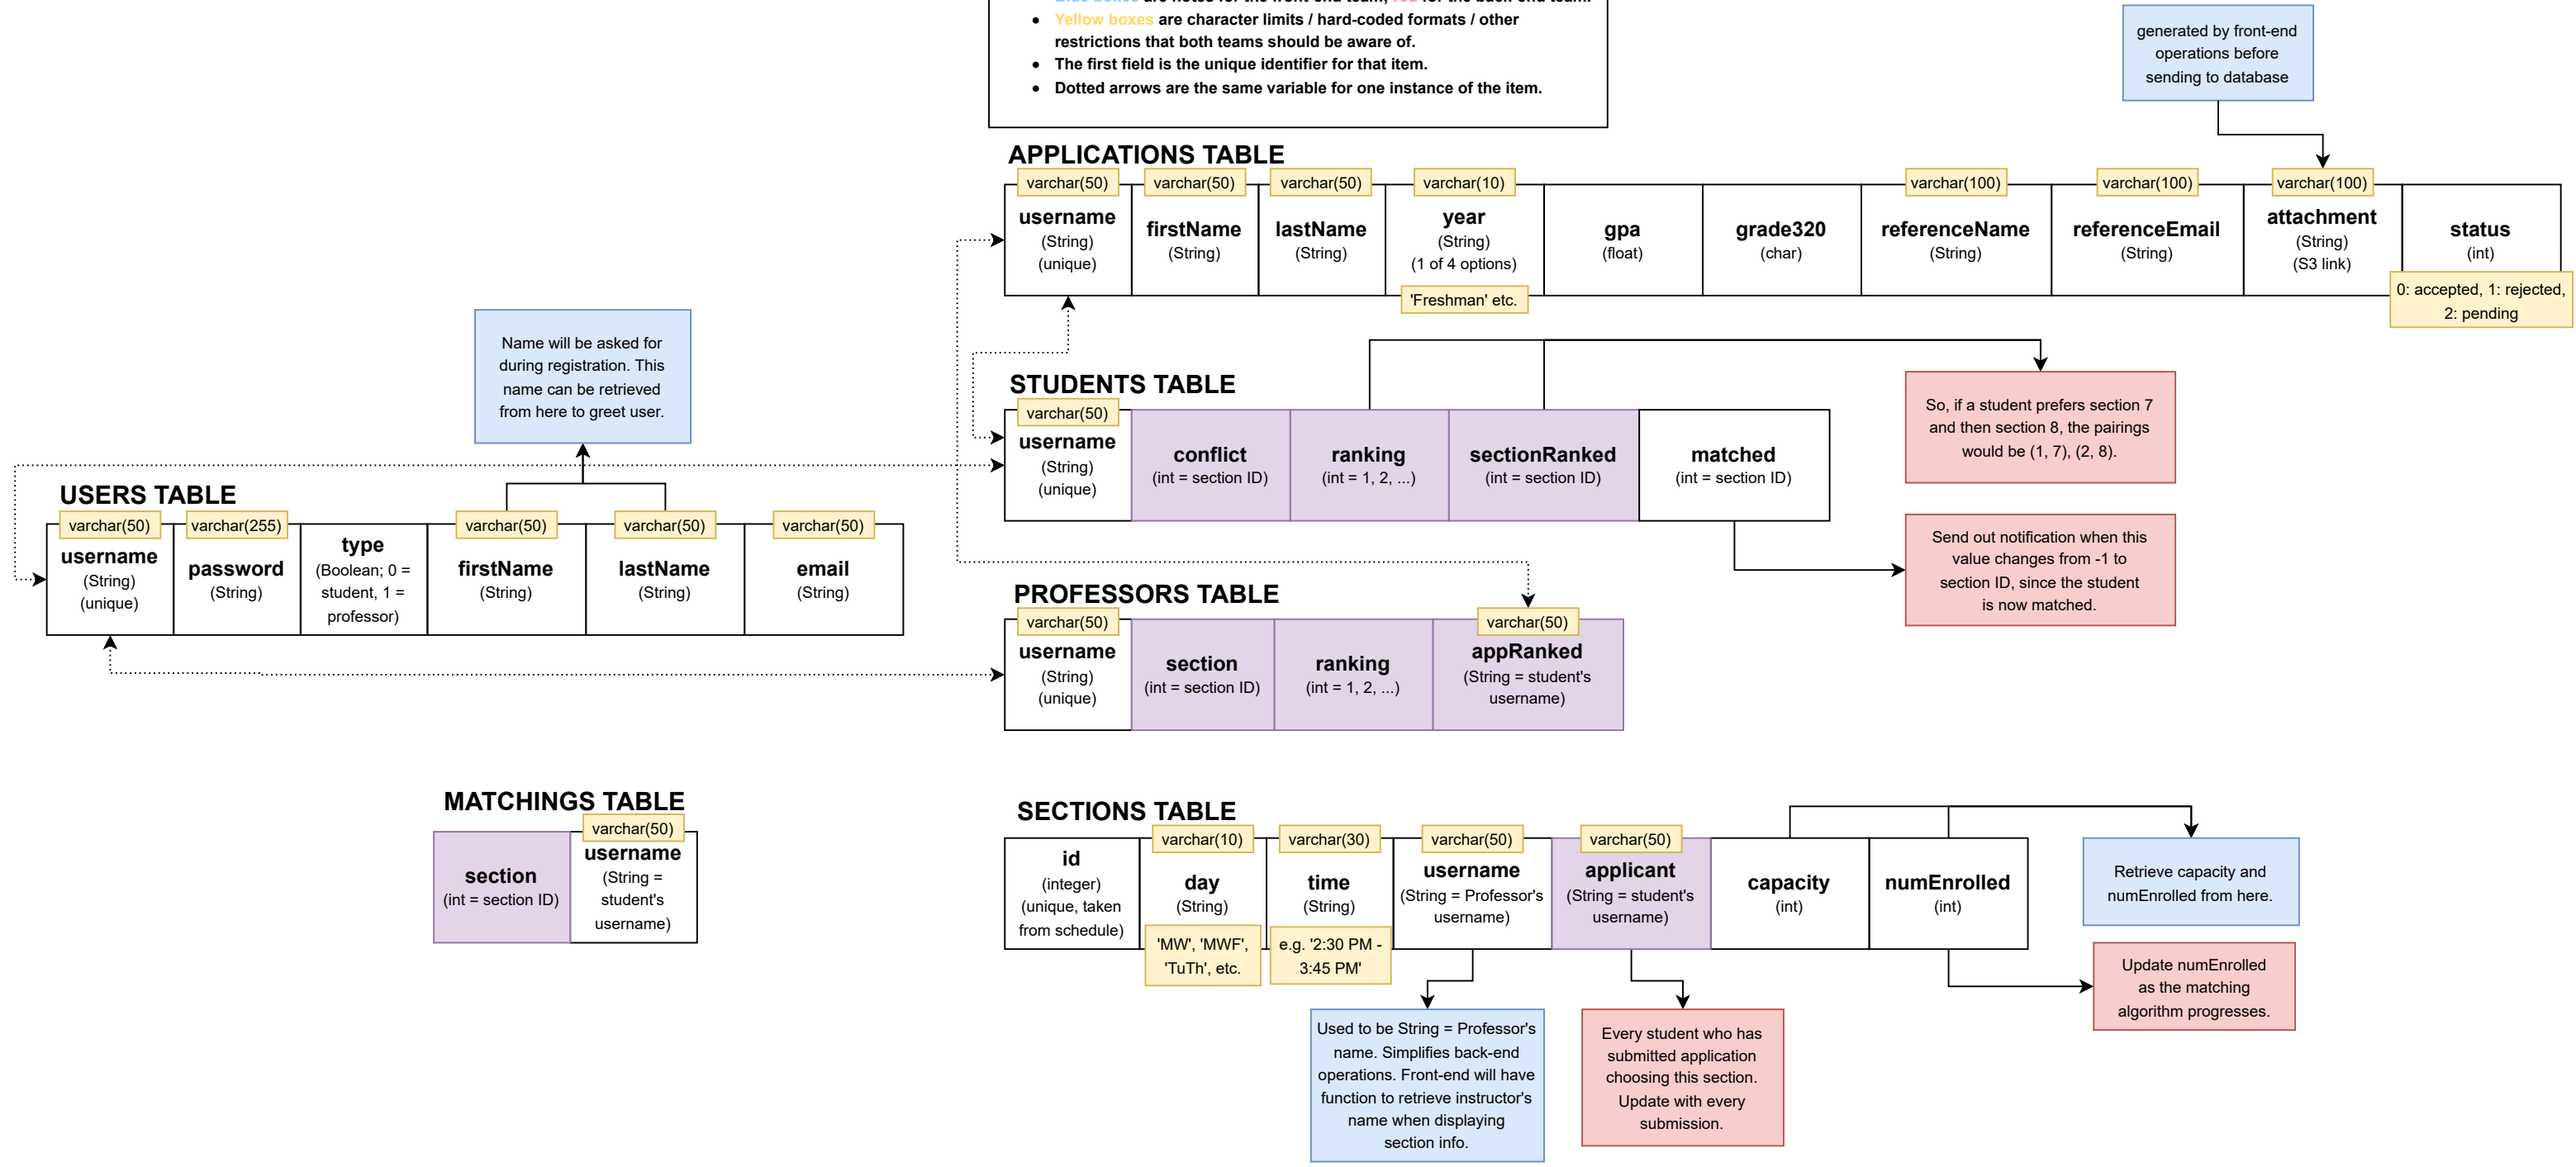 Blue boxes are notes for the front-end team, red for the back-end team.
Yellow boxes are character limits / hard-coded formats / other
restrictions that both teams should be aware of.
The first field is the unique identifier for that item.
Dotted arrows are the same variable for one instance of the item.
generated by front-end
operations before
sending to database
APPLICATIONS TABLE
varchar(50)
username
(String)
(unique)
varchar(50)
firstName
(String)
varchar(50)
lastName
(String)
varchar(10)
year
(String)
(1 of 4 options)
'Freshman' etc.
gpa
(float)
grade320
(char)
varchar(100)
referenceName
(String)
varchar(100)
referenceEmail
(String)
varchar(100)
attachment
(String)
(S3 link)
status
(int)
0: accepted, 1: rejected,
2: pending
Name will be asked for
during registration. This
name can be retrieved
from here to greet user.
STUDENTS TABLE
varchar(50)
username
(String)
(unique)
conflict
(int = section ID)
ranking
(int = 1, 2, ...)
sectionRanked
(int = section ID)
matched
(int = section ID)
So, if a student prefers section 7
and then section 8, the pairings
would be (1, 7), (2, 8).
Send out notification when this
value changes from -1 to
section ID, since the student
is now matched.
USERS TABLE
varchar(50)
username
(String)
(unique)
varchar(255)
password
(String)
type
(Boolean; 0 =
student, 1 =
professor)
varchar(50)
firstName
(String)
varchar(50)
lastName
(String)
varchar(50)
email
(String)
PROFESSORS TABLE
varchar(50)
username
(String)
(unique)
section
(int = section ID)
ranking
(int = 1, 2, ...)
varchar(50)
appRanked
(String = student's
username)
MATCHINGS TABLE
section
(int = section ID)
varchar(50)
username
(String =
student's
username)
SECTIONS TABLE
id
(integer)
(unique, taken
from schedule)
varchar(10)
day
(String)
'MW', 'MWF',
'TuTh', etc.
varchar(30)
time
(String)
e.g. '2:30 PM -
3:45 PM'
varchar(50)
username
(String = Professor's
username)
varchar(50)
applicant
(String = student's
username)
capacity
(int)
numEnrolled
(int)
Retrieve capacity and
numEnrolled from here.
Update numEnrolled
as the matching
algorithm progresses.
Used to be String = Professor's
name. Simplifies back-end
operations. Front-end will have
function to retrieve instructor's
name when displaying
section info.
Every student who has
submitted application
choosing this section.
Update with every
submission.